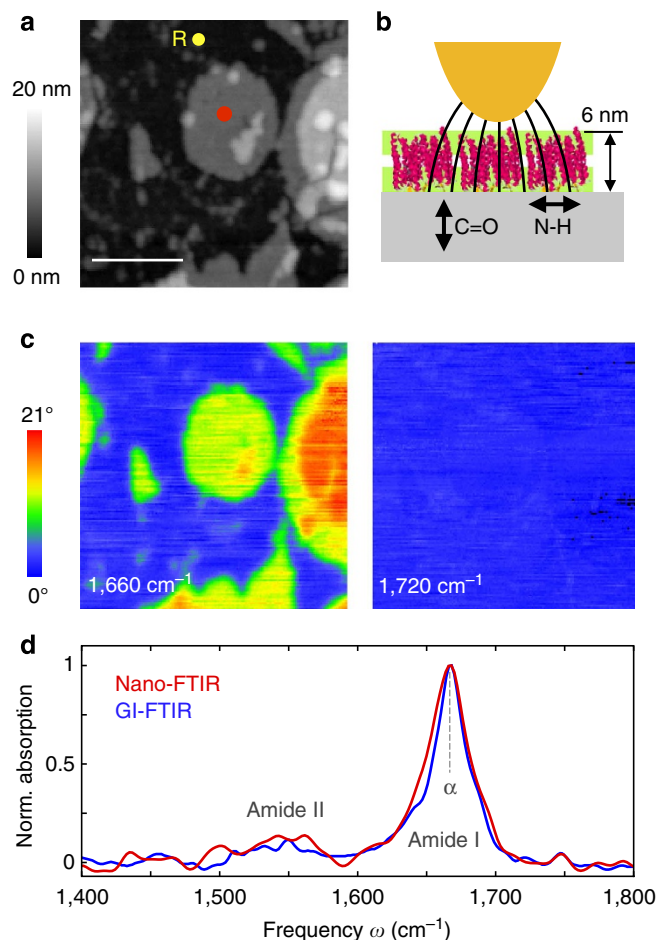 a
R
20 nm
0 nm
b
6 nm
C=O
N-H
c
21°
0°
1,660 cm⁻¹
1,720 cm⁻¹
d
1
Nano-FTIR
GI-FTIR
Norm. absorption
0.5
α
Amide II
Amide I
0
1,400 1,500 1,600 1,700 1,800
Frequency ω (cm⁻¹)